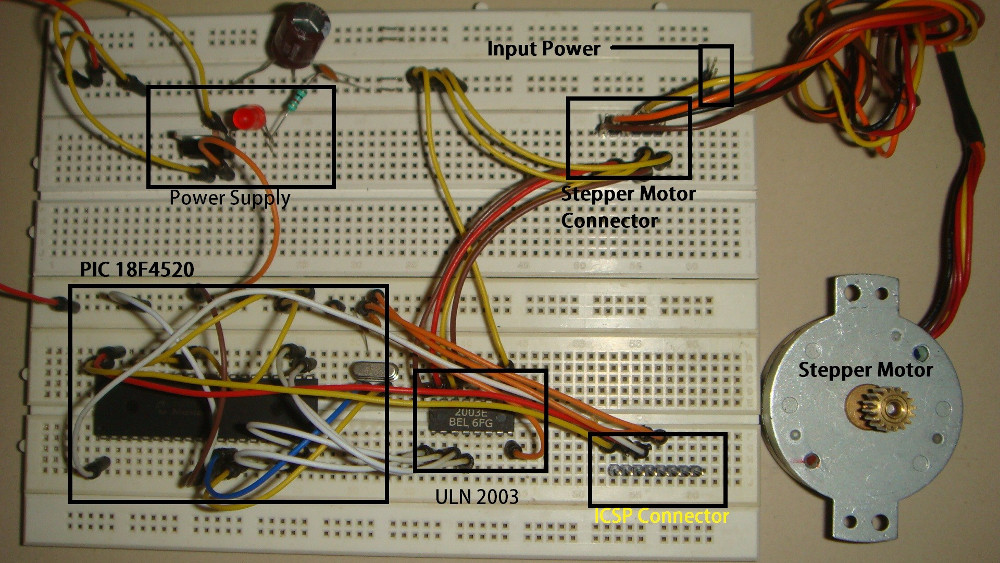 Input Power
Power Supply
Stepper Motor
Connector
PIC 18F4520
Stepper Motor
2003E
BEL 6FG
ULN 2003
ICSP Connector